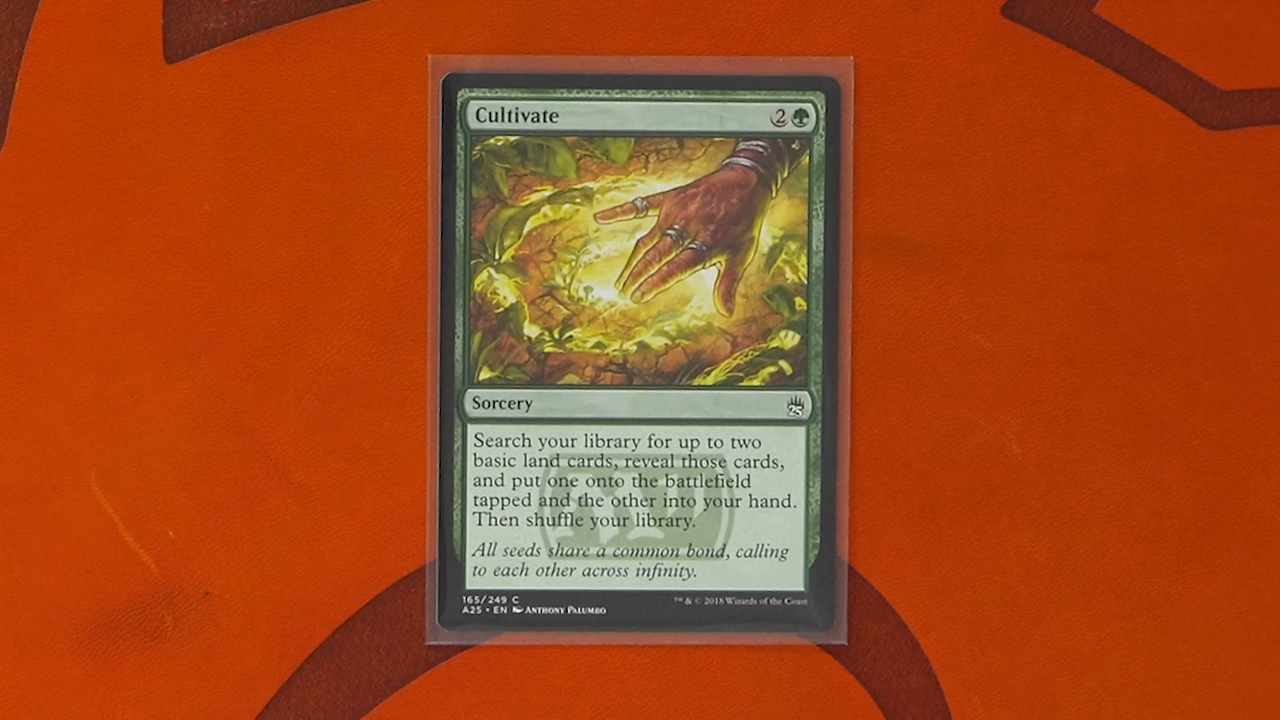 Cultivate 2
Sorcery 25
Search your library for up to two
basic land cards, reveal those cards,
and put one onto the battlefield
tapped and the other into your hand.
Then shuffle your library.
All seeds share a common bond, calling
to each other across infinity.
165/249 C
™ & © 2018 Wizards of the Coast
A25 • EN Anthony Palumbo